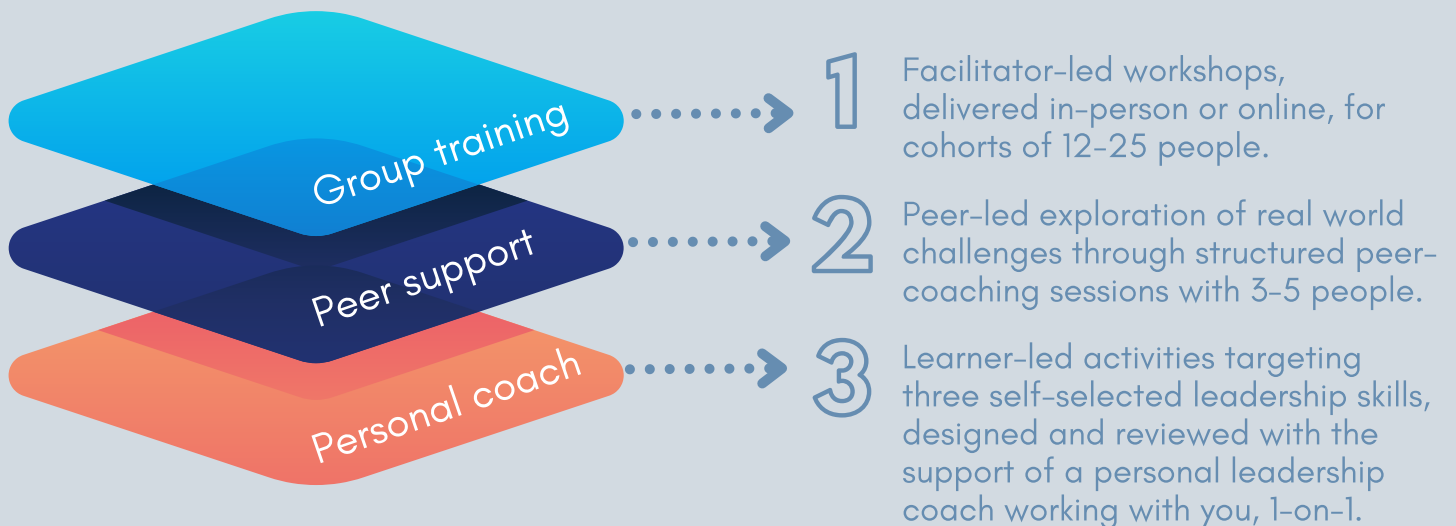 Group training
1
Facilitator-led workshops,
delivered in-person or online, for
cohorts of 12-25 people.
Peer support
2
Peer-led exploration of real world
challenges through structured peer-
coaching sessions with 3-5 people.
Personal coach
3
Learner-led activities targeting
three self-selected leadership skills,
designed and reviewed with the
support of a personal leadership
coach working with you, 1-on-1.